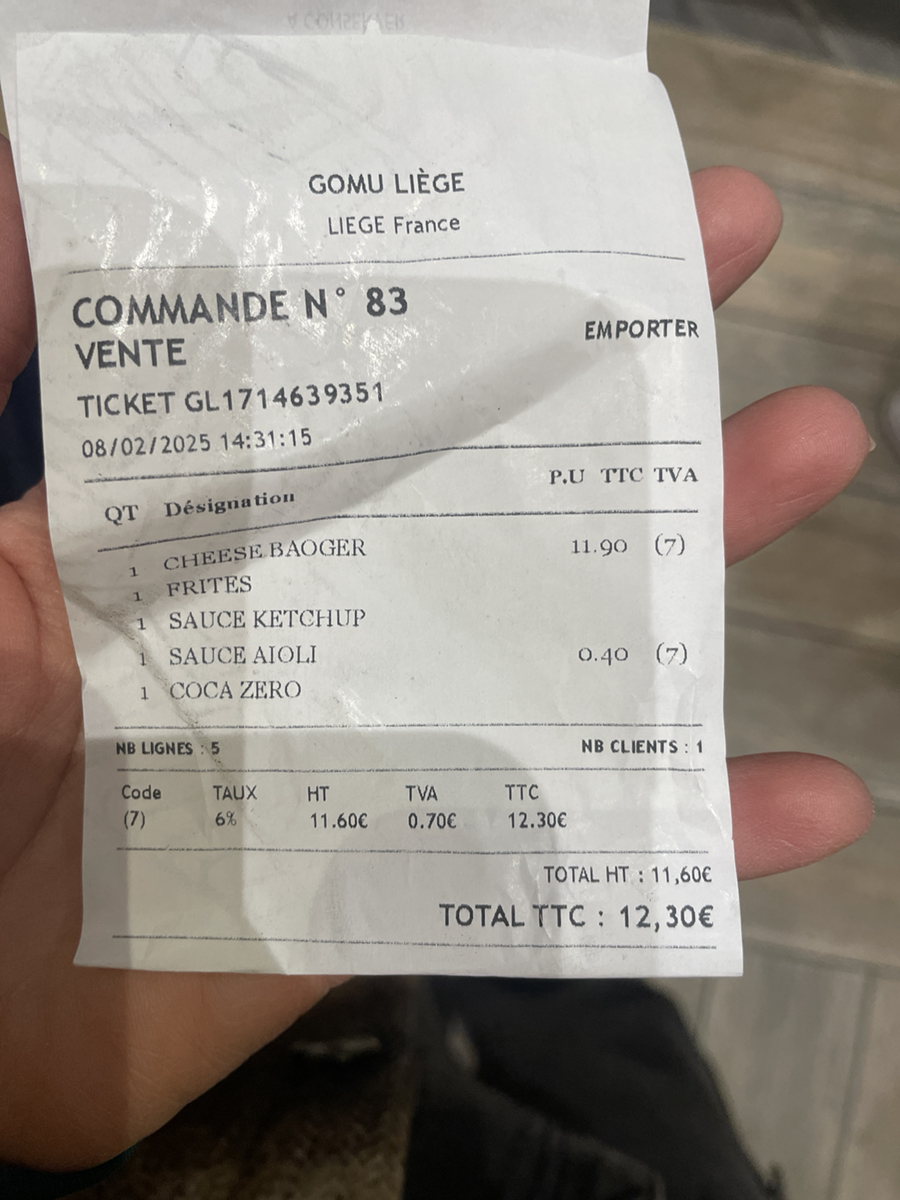 A CONSERVER
GOMU LIÈGE
LIEGE France
COMMANDE N° 83
VENTE
EMPORTER
TICKET GL1714639351
08/02/2025 14:31:15
QT Désignation P.U TTC TVA
1 CHEESE BAOGER 11.90 (7)
1 FRITES
1 SAUCE KETCHUP
1 SAUCE AIOLI 0.40 (7)
1 COCA ZERO
NB LIGNES : 5 NB CLIENTS : 1
Code TAUX HT TVA TTC
(7) 6% 11.60€ 0.70€ 12.30€
TOTAL HT : 11,60€
TOTAL TTC : 12,30€